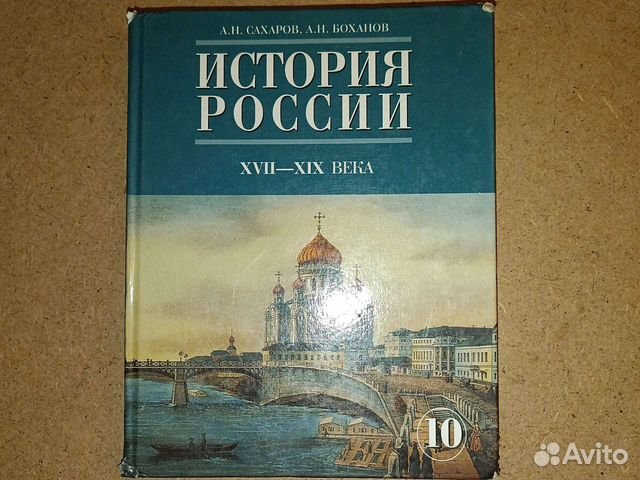 А.Н. САХАРОВ, А.Н. БОХАНОВ
ИСТОРИЯ
РОССИИ
XVII—XIX ВЕКА
10
Avito